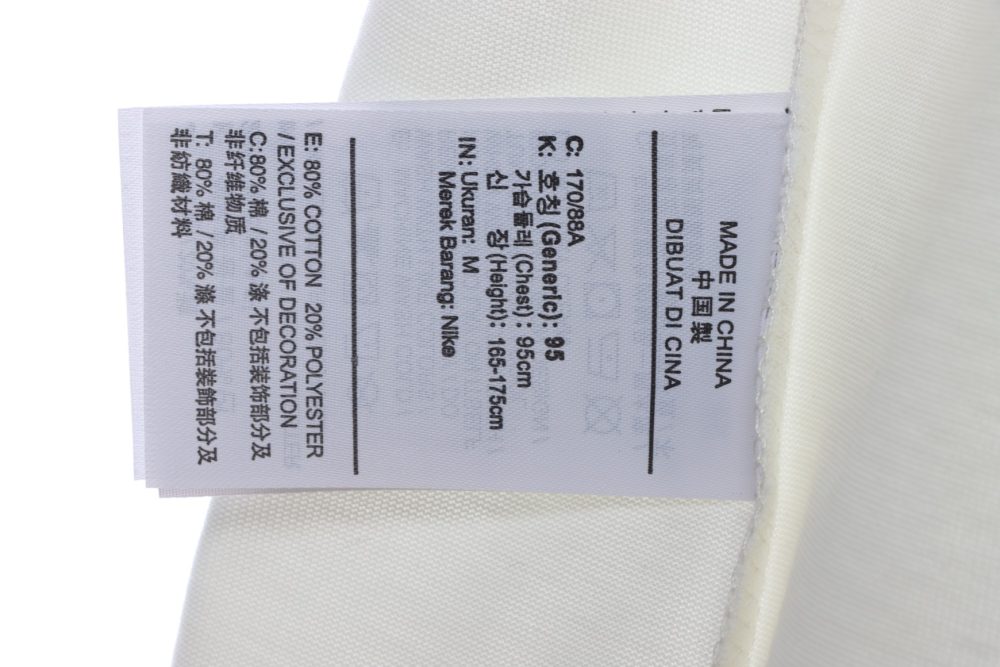 MADE IN CHINA
中国製
DIBUAT DI CINA
C: 170/88A
K: 호칭 (Generic): 95
가슴둘레 (Chest) : 95cm
신 장 (Height): 165-175cm
IN: Ukuran: M
Merek Barang: Nike
E: 80% COTTON 20% POLYESTER
/ EXCLUSIVE OF DECORATION
C:80% 棉 / 20% 涤 不包括装饰部分及
非纤维物质
T: 80% 棉 / 20% 滌 不包括裝飾部分及
非紡織材料